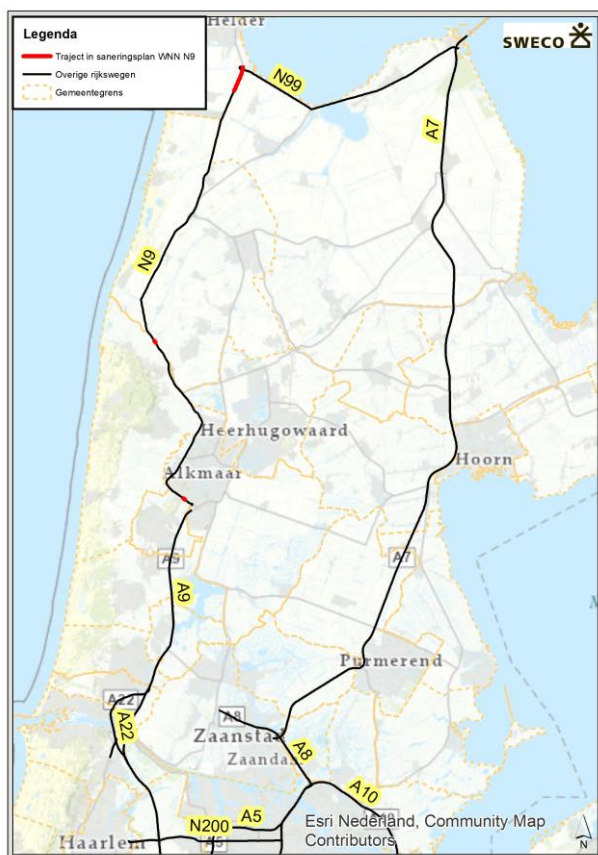 Legenda
Traject in saneringsplan WNN N9
Overige rijkswegen
Gemeentegrens
Helder
SWECO
N99
A7
N9
Heerhugowaard
Hoorn
Alkmaar
A9
A7
A9
Purmerend
A22
A8
A22
Zaanstad
A8
Zaandam
A10
N200
A5
Haarlem
A5
Esri Nederland, Community Map
Contributors
N